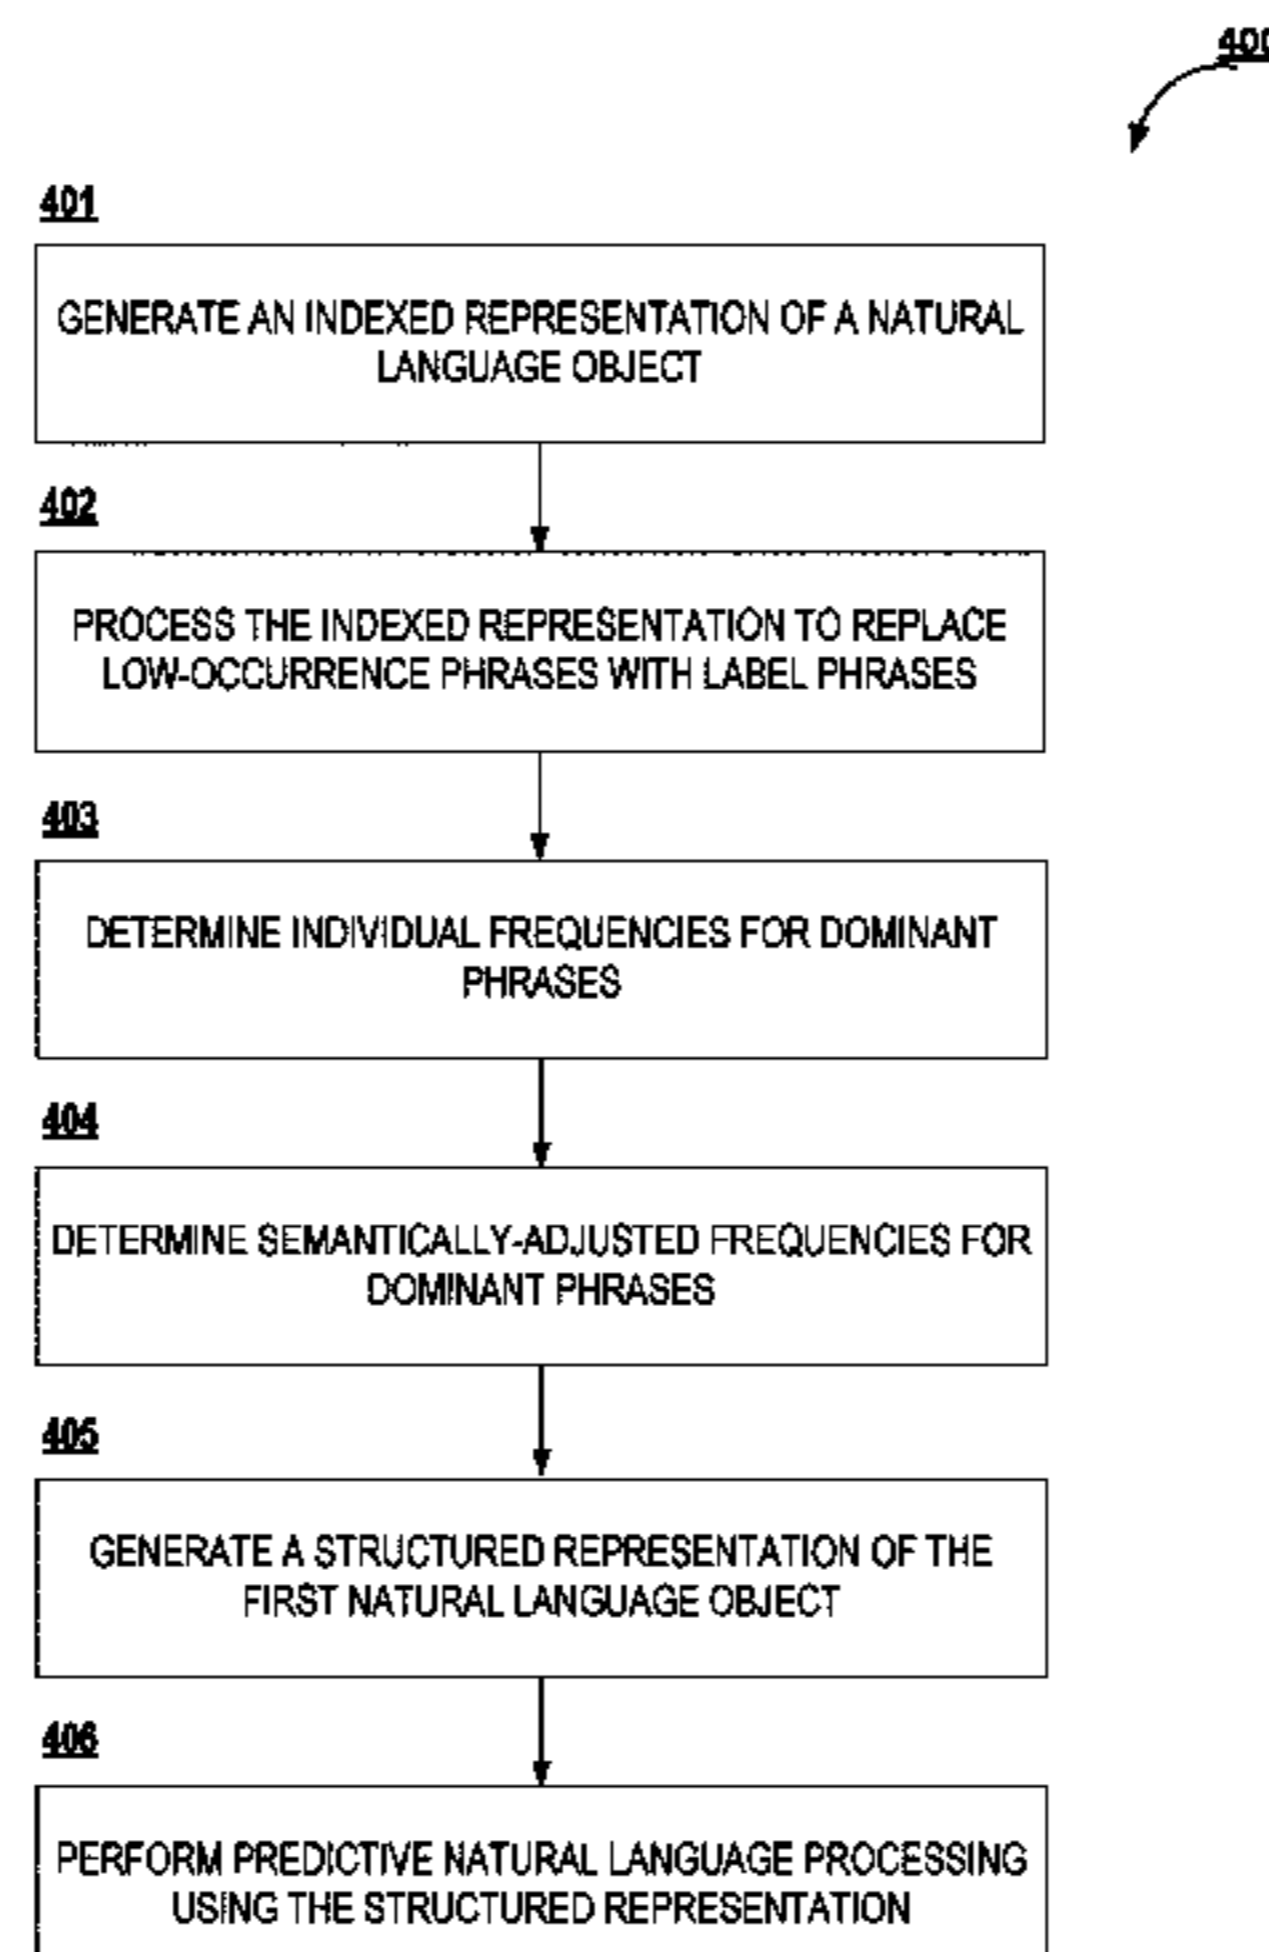 400
401
GENERATE AN INDEXED REPRESENTATION OF A NATURAL
LANGUAGE OBJECT
402
PROCESS THE INDEXED REPRESENTATION TO REPLACE
LOW-OCCURRENCE PHRASES WITH LABEL PHRASES
403
DETERMINE INDIVIDUAL FREQUENCIES FOR DOMINANT
PHRASES
404
DETERMINE SEMANTICALLY-ADJUSTED FREQUENCIES FOR
DOMINANT PHRASES
405
GENERATE A STRUCTURED REPRESENTATION OF THE
FIRST NATURAL LANGUAGE OBJECT
406
PERFORM PREDICTIVE NATURAL LANGUAGE PROCESSING
USING THE STRUCTURED REPRESENTATION